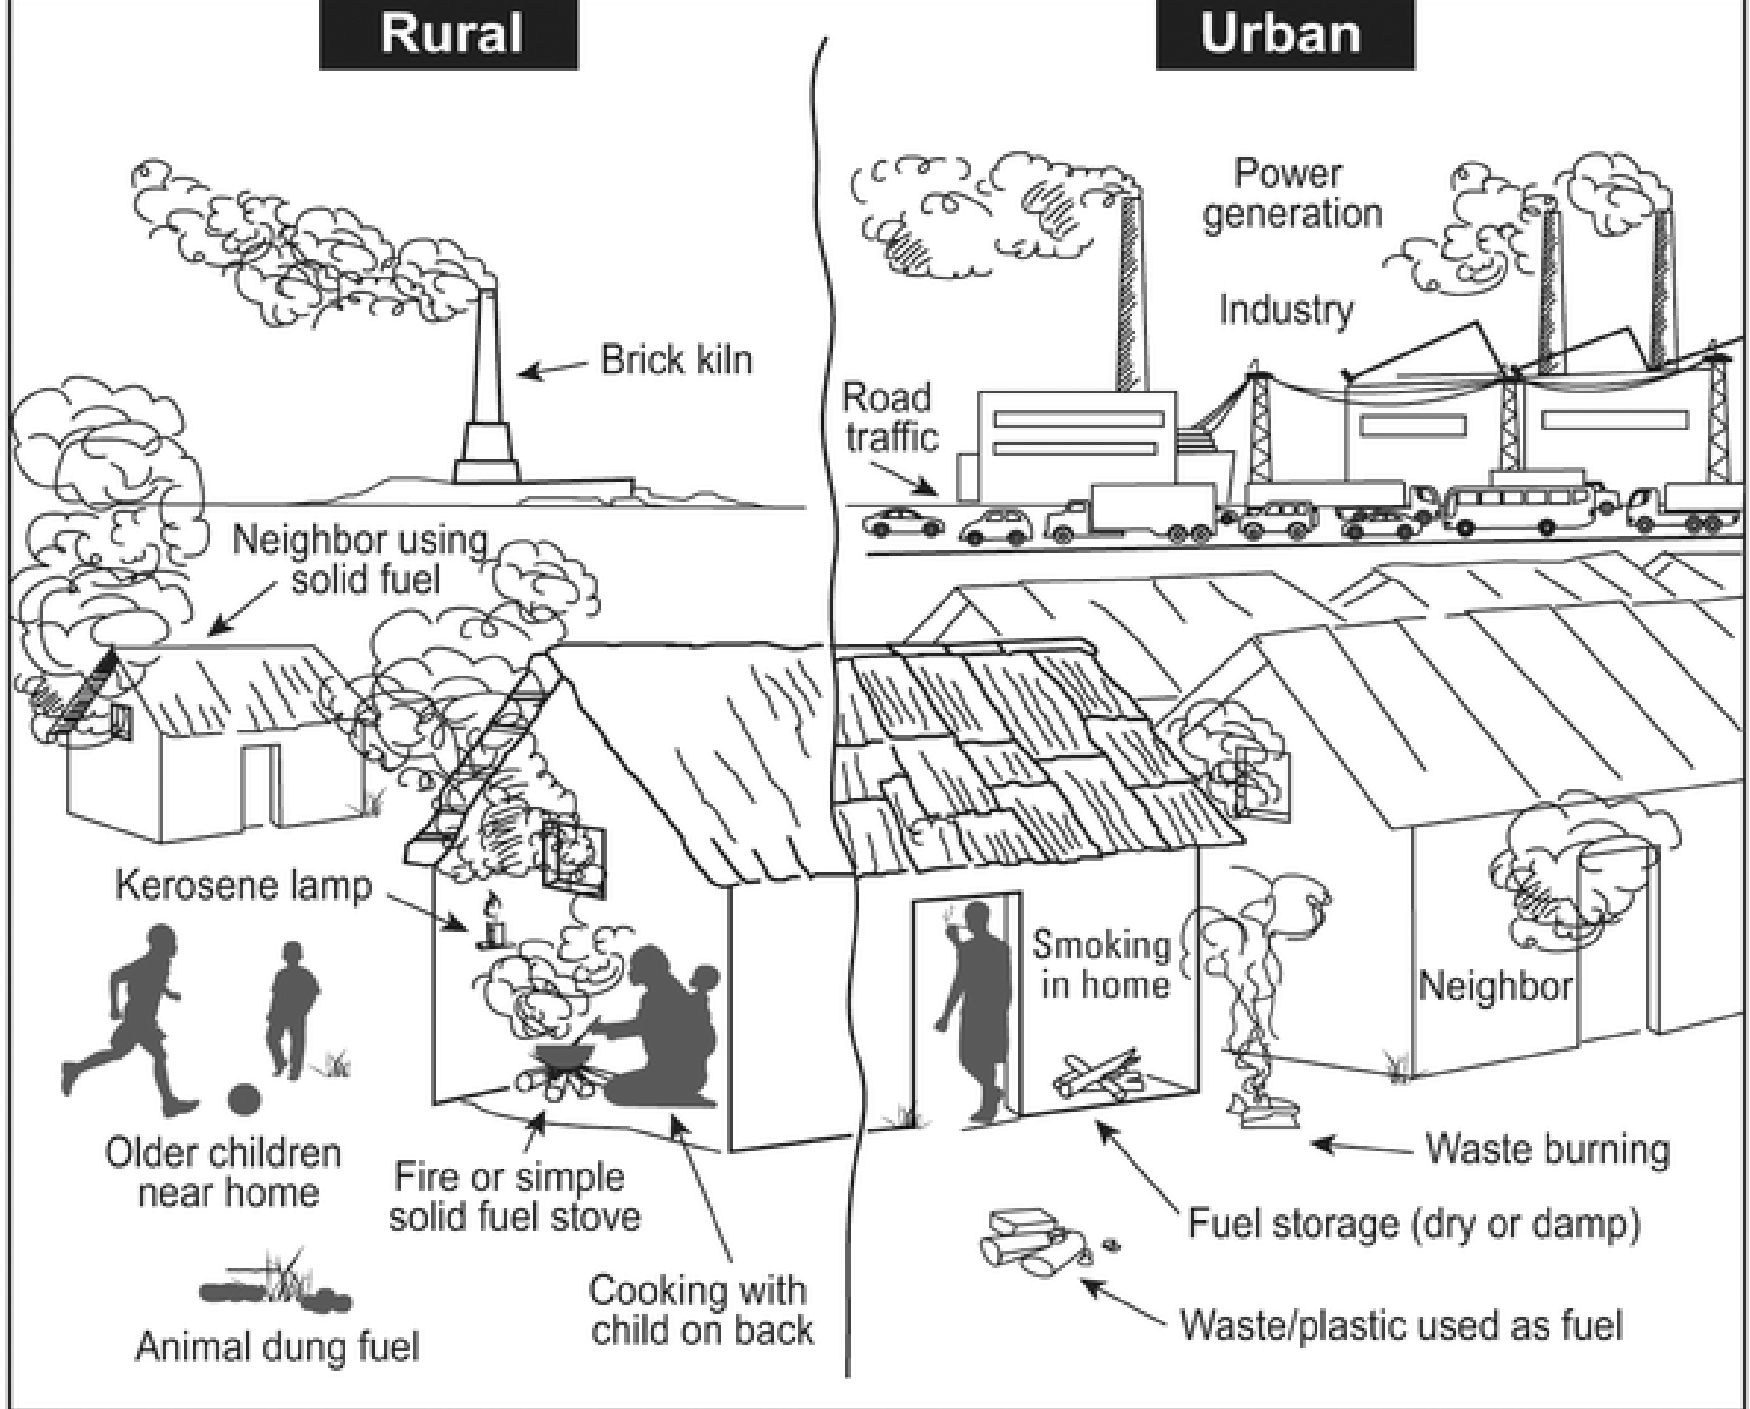 Rural
Urban
Power
generation
Industry
Brick kiln
Road
traffic
Neighbor using
solid fuel
Kerosene lamp
Smoking
in home
Neighbor
Older children
near home
Fire or simple
solid fuel stove
Waste burning
Fuel storage (dry or damp)
Cooking with
child on back
Waste/plastic used as fuel
Animal dung fuel